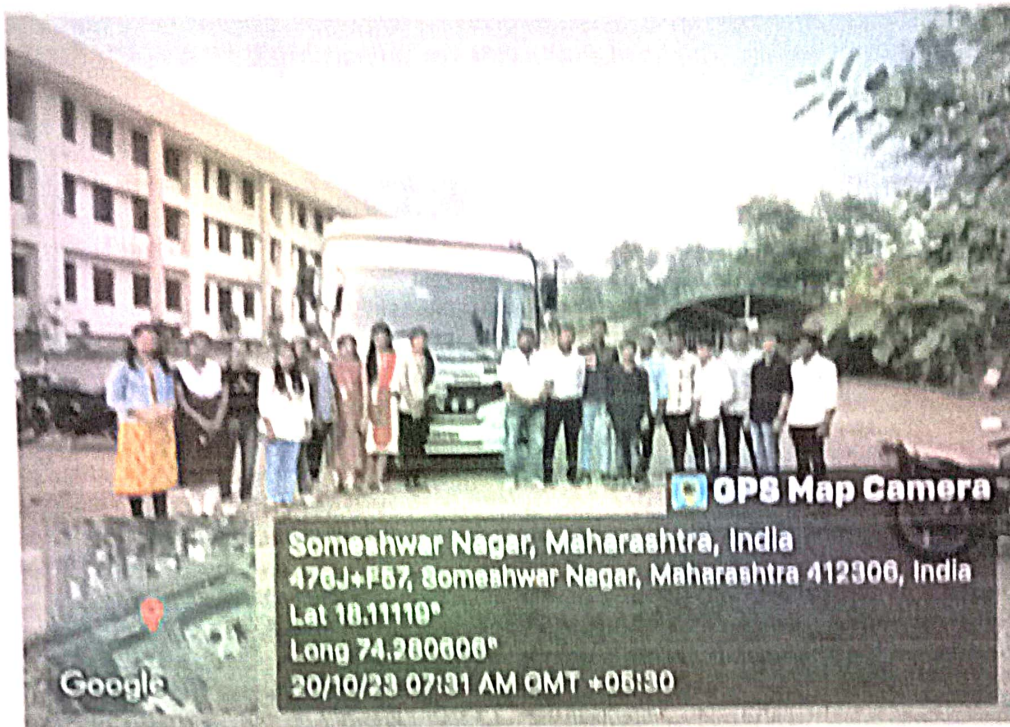 GPS Map Camera
Someshwar Nagar, Maharashtra, India
476J+F57, Someshwar Nagar, Maharashtra 412306, India
Lat 18.11119°
Long 74.280606°
20/10/23 07:31 AM GMT +05:30
Google